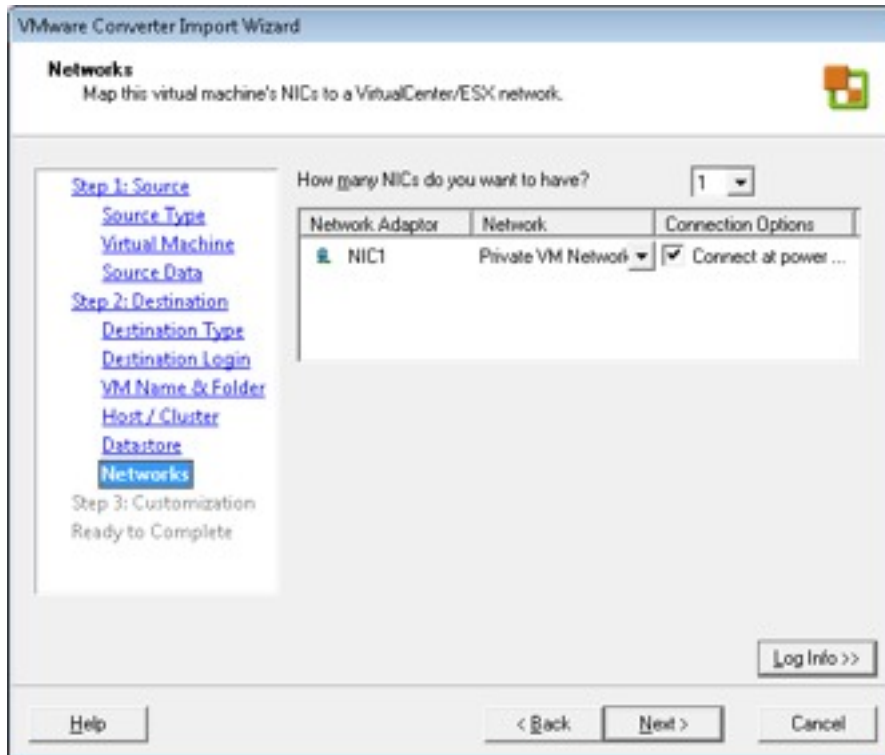 VMware Converter Import Wizard
Networks
Map this virtual machine's NICs to a VirtualCenter/ESX network.
Step 1: Source
Source Type
Virtual Machine
Source Data
Step 2: Destination
Destination Type
Destination Login
VM Name & Folder
Host / Cluster
Datastore
Networks
Step 3: Customization
Ready to Complete
How many NICs do you want to have? 1
Network Adaptor Network Connection Options
NIC1 Private VM Network Connect at power ...
Log Info >>
Help < Back Next > Cancel